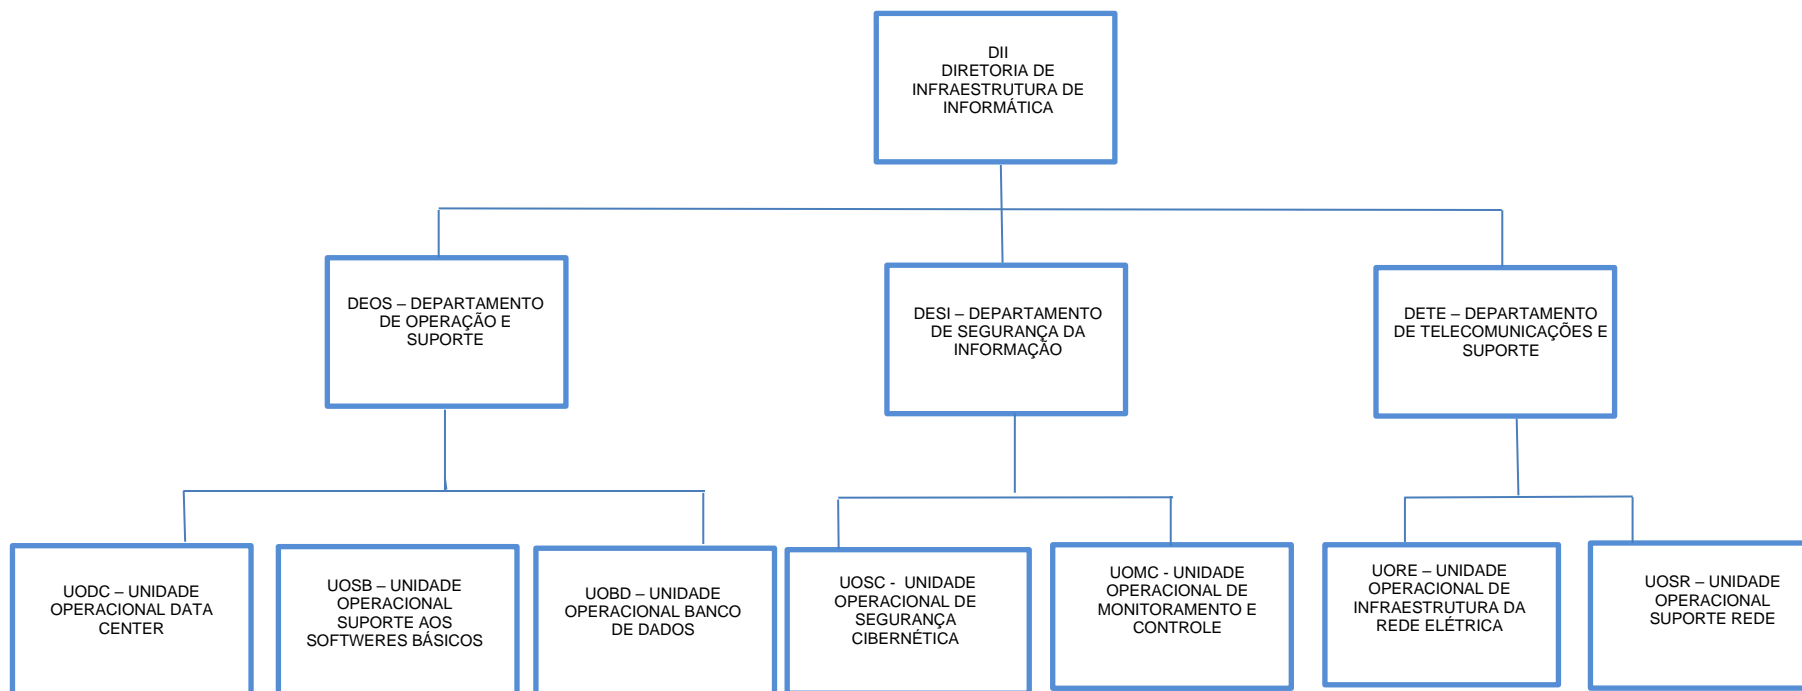 DII
DIRETORIA DE
INFRAESTRUTURA DE
INFORMÁTICA
DEOS – DEPARTAMENTO
DE OPERAÇÃO E
SUPORTE
DESI – DEPARTAMENTO
DE SEGURANÇA DA
INFORMAÇÃO
DETE – DEPARTAMENTO
DE TELECOMUNICAÇÕES E
SUPORTE
UODC – UNIDADE
OPERACIONAL DATA
CENTER
UOSB – UNIDADE
OPERACIONAL
SUPORTE AOS
SOFTWERES BÁSICOS
UOBD – UNIDADE
OPERACIONAL BANCO
DE DADOS
UOSC - UNIDADE
OPERACIONAL DE
SEGURANÇA
CIBERNÉTICA
UOMC - UNIDADE
OPERACIONAL DE
MONITORAMENTO E
CONTROLE
UORE – UNIDADE
OPERACIONAL DE
INFRAESTRUTURA DA
REDE ELÉTRICA
UOSR – UNIDADE
OPERACIONAL
SUPORTE REDE